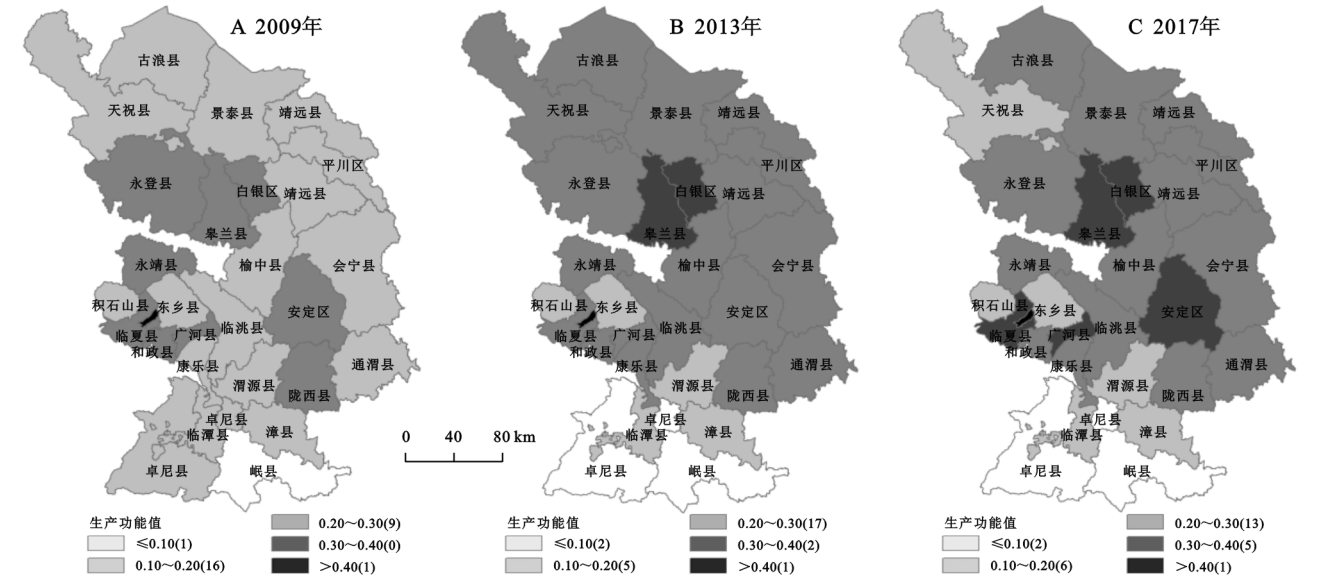 A 2009年
古浪县
天祝县
景泰县
靖远县
平川区
永登县
白银区
靖远县
皋兰县
永靖县
榆中县
会宁县
积石山县
东乡县
安定区
临夏县
广河县
临洮县
和政县
康乐县
通渭县
渭源县
陇西县
卓尼县
临潭县
漳县
卓尼县
岷县
生产功能值
≤0.10(1)
0.10～0.20(16)
0.20～0.30(9)
0.30～0.40(0)
＞0.40(1)
0 40 80 km
B 2013年
古浪县
天祝县
景泰县
靖远县
平川区
永登县
白银区
靖远县
皋兰县
永靖县
榆中县
会宁县
积石山县
东乡县
安定区
临夏县
广河县
临洮县
和政县
康乐县
通渭县
渭源县
陇西县
卓尼县
临潭县
漳县
卓尼县
岷县
生产功能值
≤0.10(2)
0.10～0.20(5)
0.20～0.30(17)
0.30～0.40(2)
＞0.40(1)
C 2017年
古浪县
天祝县
景泰县
靖远县
平川区
永登县
白银区
靖远县
皋兰县
永靖县
榆中县
会宁县
积石山县
东乡县
安定区
临夏县
广河县
临洮县
和政县
康乐县
通渭县
渭源县
陇西县
卓尼县
临潭县
漳县
卓尼县
岷县
生产功能值
≤0.10(2)
0.10～0.20(6)
0.20～0.30(13)
0.30～0.40(5)
＞0.40(1)